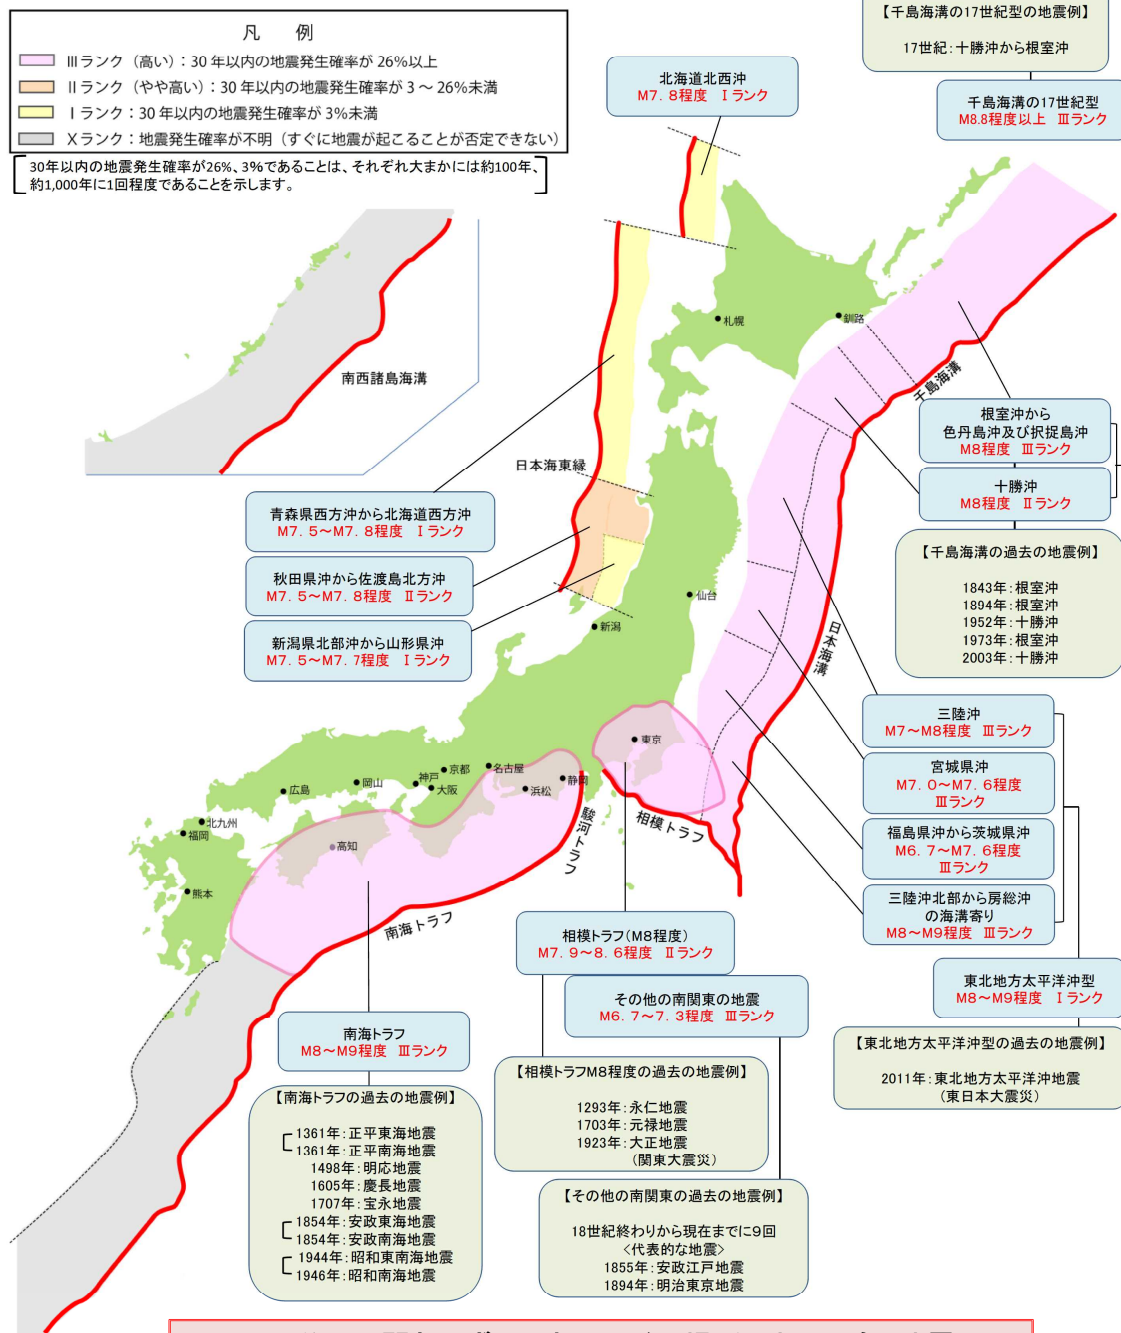 凡 例
Ⅲランク（高い）：30年以内の地震発生確率が26%以上
Ⅱランク（やや高い）：30年以内の地震発生確率が3～26%未満
Ⅰランク：30年以内の地震発生確率が3%未満
Xランク：地震発生確率が不明（すぐに地震が起こることが否定できない）
30年以内の地震発生確率が26%、3%であることは、それぞれ大まかには約100年、
約1,000年に1回程度であることを示します。
【千島海溝の17世紀型の地震例】
17世紀：十勝沖から根室沖
千島海溝の17世紀型
M8.8程度以上 Ⅲランク
北海道北西沖
M7.8程度 Ⅰランク
札幌
釧路
千島海溝
南西諸島海溝
日本海東縁
根室沖から
色丹島沖及び択捉島沖
M8程度 Ⅲランク
十勝沖
M8程度 Ⅱランク
【千島海溝の過去の地震例】
1843年：根室沖
1894年：根室沖
1952年：十勝沖
1973年：根室沖
2003年：十勝沖
青森県西方沖から北海道西方沖
M7.5～M7.8程度 Ⅰランク
秋田県沖から佐渡島北方沖
M7.5～M7.8程度 Ⅱランク
新潟県北部沖から山形県沖
M7.5～M7.7程度 Ⅰランク
仙台
新潟
日本海溝
三陸沖
M7～M8程度 Ⅲランク
宮城県沖
M7.0～M7.6程度
Ⅲランク
福島県沖から茨城県沖
M6.7～M7.6程度
Ⅲランク
三陸沖北部から房総沖
の海溝寄り
M8～M9程度 Ⅲランク
東北地方太平洋沖型
M8～M9程度 Ⅰランク
【東北地方太平洋沖型の過去の地震例】
2011年：東北地方太平洋沖地震
（東日本大震災）
東京
名古屋
京都
神戸
大阪
岡山
広島
静岡
浜松
北九州
福岡
高知
熊本
駿河トラフ
相模トラフ
南海トラフ
相模トラフ（M8程度）
M7.9～8.6程度 Ⅱランク
その他の南関東の地震
M6.7～7.3程度 Ⅲランク
南海トラフ
M8～M9程度 Ⅲランク
【南海トラフの過去の地震例】
1361年：正平東海地震
1361年：正平南海地震
1498年：明応地震
1605年：慶長地震
1707年：宝永地震
1854年：安政東海地震
1854年：安政南海地震
1944年：昭和東南海地震
1946年：昭和南海地震
【相模トラフM8程度の過去の地震例】
1293年：永仁地震
1703年：元禄地震
1923年：大正地震
（関東大震災）
【その他の南関東の過去の地震例】
18世紀終わりから現在までに9回
＜代表的な地震＞
1855年：安政江戸地震
1894年：明治東京地震